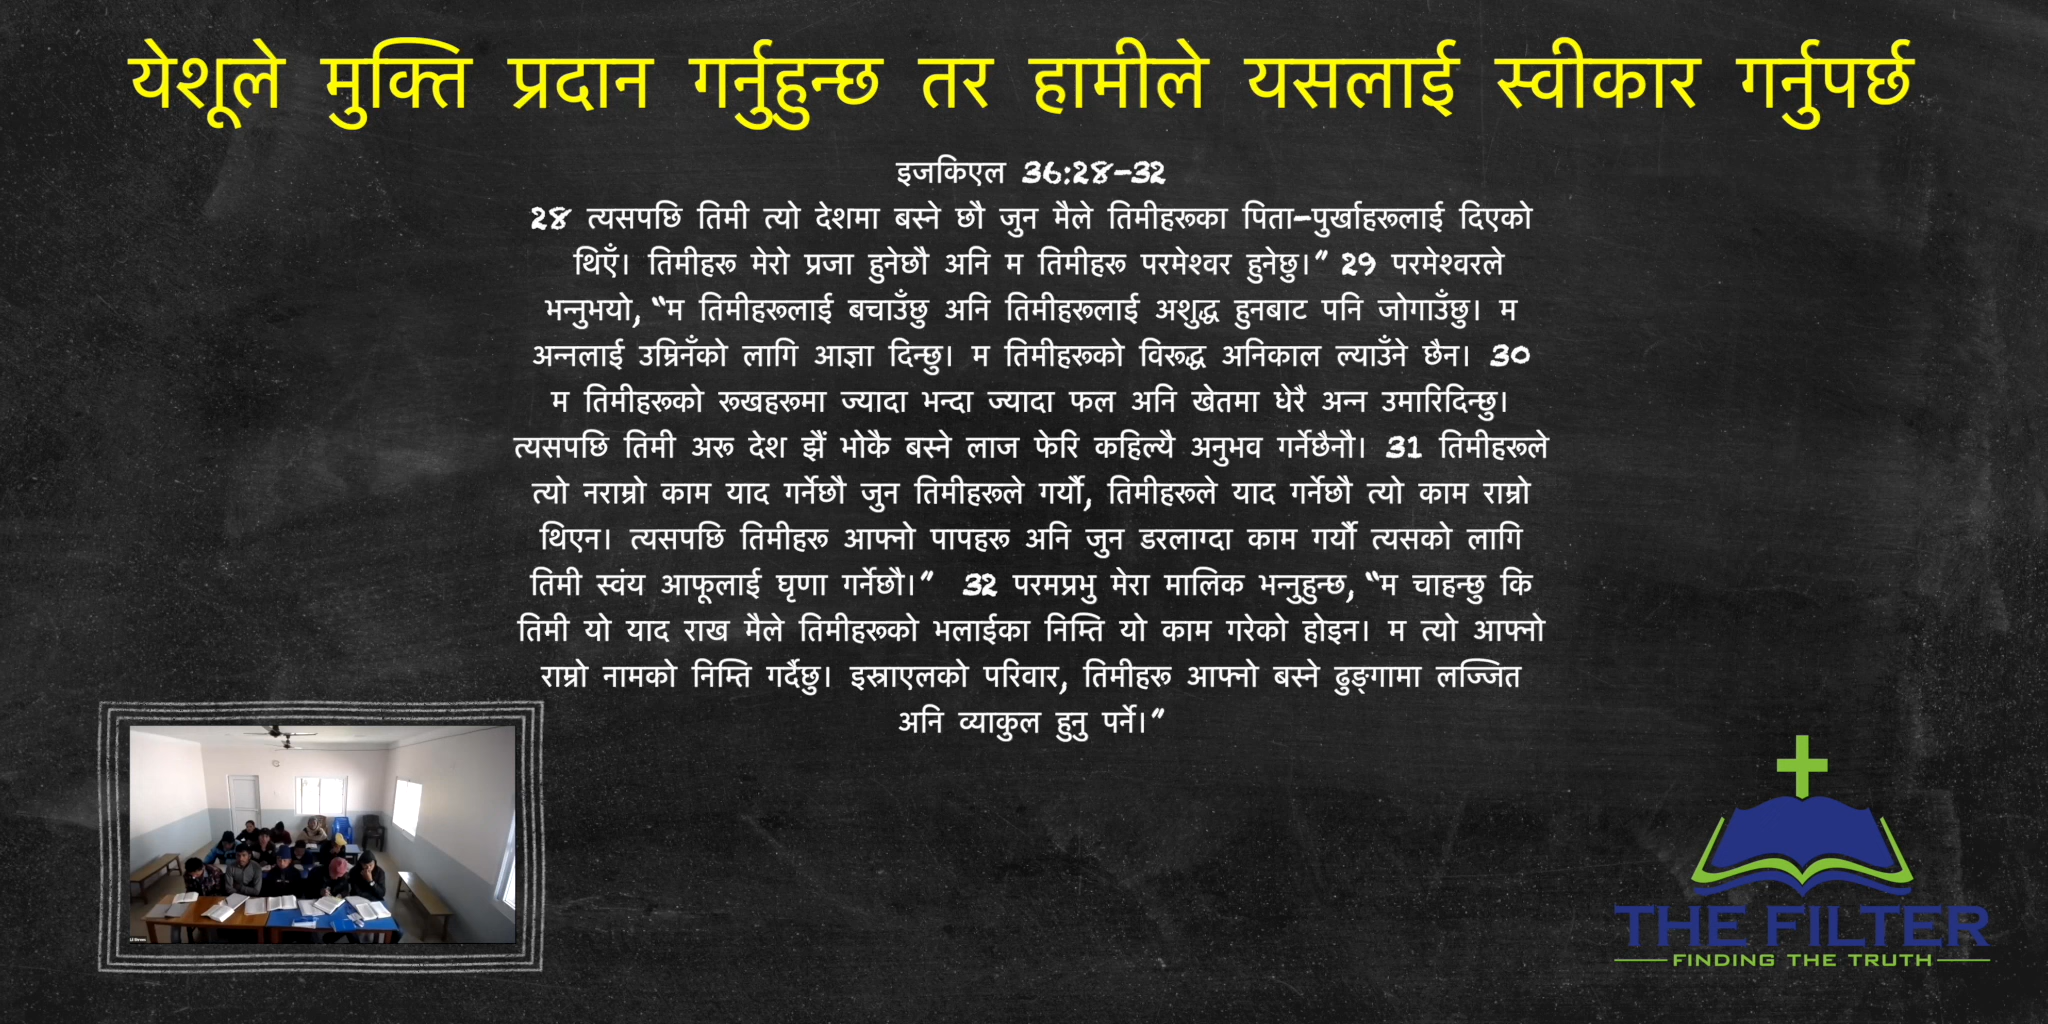 येशूले मुक्ति प्रदान गर्नुहुन्छ तर हामीले यसलाई स्वीकार गर्नुपर्छ
इजकिएल 36:28-32
28 त्यसपछि तिमी त्यो देशमा बस्ने छौ जुन मैले तिमीहरूका पिता-पुर्खाहरूलाई दिएको
थिएँ। तिमीहरू मेरो प्रजा हुनेछौ अनि म तिमीहरू परमेश्वर हुनेछु।” 29 परमेश्वरले
भन्नुभयो, “म तिमीहरूलाई बचाउँछु अनि तिमीहरूलाई अशुद्ध हुनबाट पनि जोगाउँछु। म
अन्नलाई उम्रिनँको लागि आज्ञा दिन्छु। म तिमीहरूको विरूद्ध अनिकाल ल्याउँने छैन। 30
म तिमीहरूको रूखहरूमा ज्यादा भन्दा ज्यादा फल अनि खेतमा धेरै अन्न उमारिदिन्छु।
त्यसपछि तिमी अरू देश झैं भोकै बस्ने लाज फेरि कहिल्यै अनुभव गर्नेछैनौ। 31 तिमीहरूले
त्यो नराम्रो काम याद गर्नेछौ जुन तिमीहरूले गर्यौं, तिमीहरूले याद गर्नेछौ त्यो काम राम्रो
थिएन। त्यसपछि तिमीहरू आफ्नो पापहरू अनि जुन डरलाग्दा काम गर्यौं त्यसको लागि
तिमी स्वंय आफूलाई घृणा गर्नेछौ।” 32 परमप्रभु मेरा मालिक भन्नुहुन्छ, “म चाहन्छु कि
तिमी यो याद राख मैले तिमीहरूको भलाईका निम्ति यो काम गरेको होइन। म त्यो आफ्नो
राम्रो नामको निम्ति गर्दैछु। इस्राएलको परिवार, तिमीहरू आफ्नो बस्ने ढुङ्गामा लज्जित
अनि व्याकुल हुनु पर्ने।”
THE FILTER
FINDING THE TRUTH